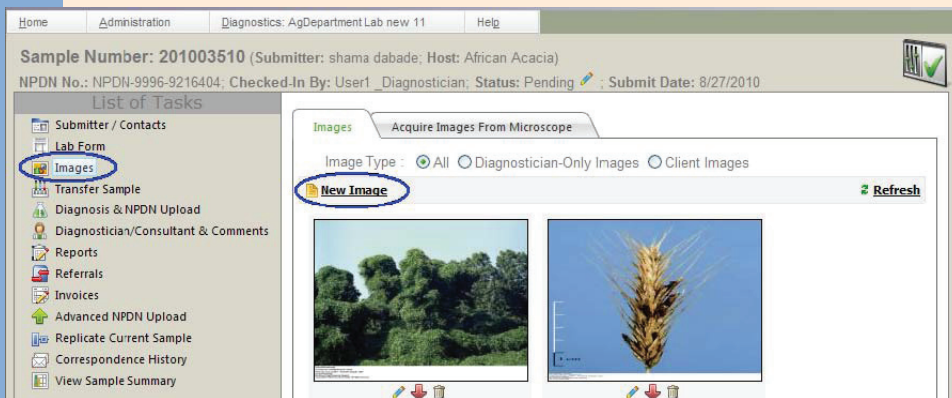 Home Administration Diagnostics: AgDepartment Lab new 11 Help
Sample Number: 201003510 (Submitter: shama dabade; Host: African Acacia)
NPDN No.: NPDN-9996-9216404; Checked-In By: User1 _Diagnostician; Status: Pending ; Submit Date: 8/27/2010
List of Tasks
Submitter / Contacts
Lab Form
Images
Transfer Sample
Diagnosis & NPDN Upload
Diagnostician/Consultant & Comments
Reports
Referrals
Invoices
Advanced NPDN Upload
Replicate Current Sample
Correspondence History
View Sample Summary
Images Acquire Images From Microscope
Image Type : All Diagnostician-Only Images Client Images
New Image Refresh